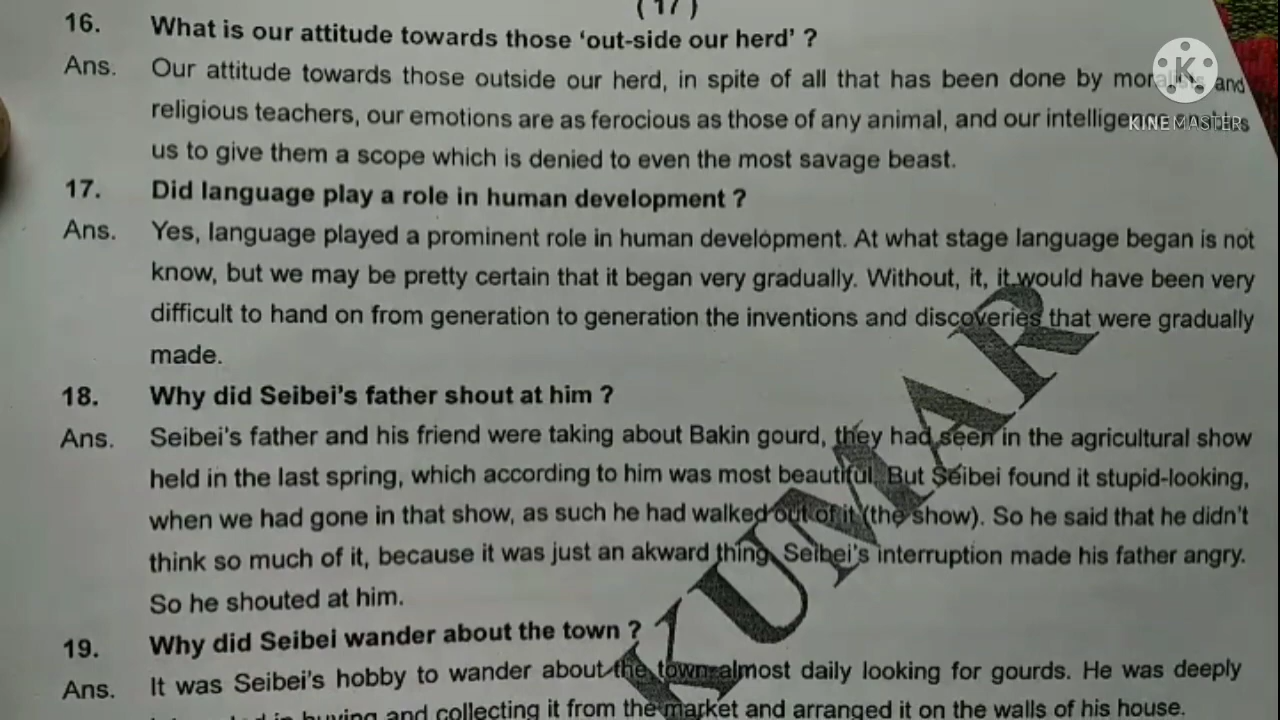 ( 17 )
16. What is our attitude towards those 'out-side our herd' ?
Ans. Our attitude towards those outside our herd, in spite of all that has been done by and
religious teachers, our emotions are as ferocious as those of any animal, and our
us to give them a scope which is denied to even the most savage beast.
17. Did language play a role in human development ?
Ans. Yes, language played a prominent role in human development. At what stage language began is not
know, but we may be pretty certain that it began very gradually. Without, it, it would have been very
difficult to hand on from generation to generation the inventions and discoveries that were gradually
made.
18. Why did Seibei's father shout at him ?
Ans. Seibei's father and his friend were taking about Bakin gourd, they had seen in the agricultural show
held in the last spring, which according to him was most beautiful. But Seibei found it stupid-looking,
when we had gone in that show, as such he had walked out of it (the show). So he said that he didn't
think so much of it, because it was just an akward thing. Seibei's interruption made his father angry.
So he shouted at him.
19. Why did Seibei wander about the town ?
Ans. It was Seibei's hobby to wander about the town almost daily looking for gourds. He was deeply
in buying and collecting it from the market and arranged it on the walls of his house.
KUMAR
K
KINEMASTER